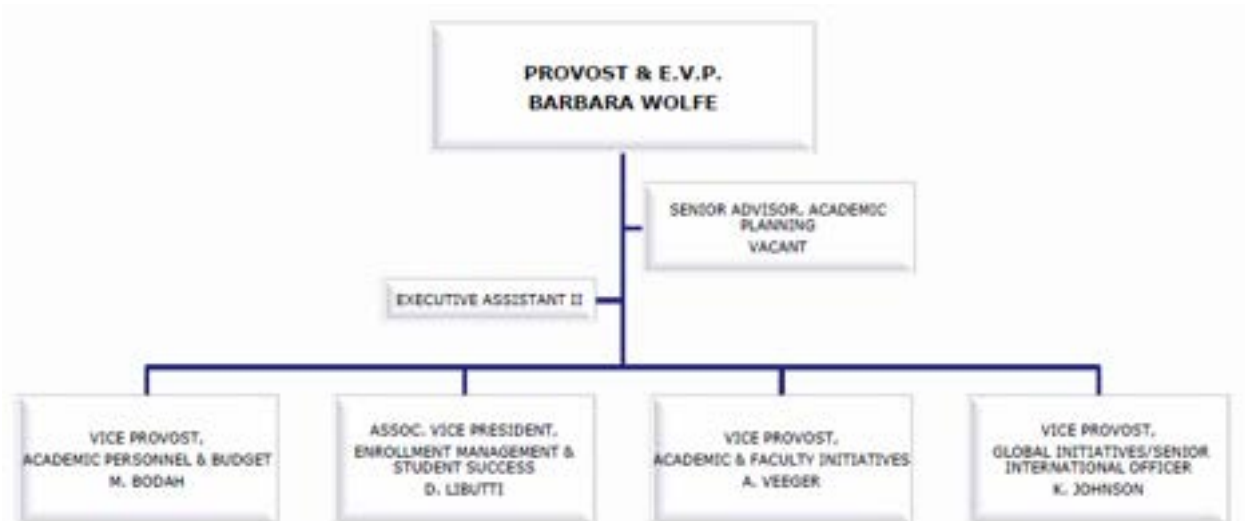 PROVOST & E.V.P.
BARBARA WOLFE
SENIOR ADVISOR, ACADEMIC
PLANNING
VACANT
EXECUTIVE ASSISTANT II
VICE PROVOST,
ACADEMIC PERSONNEL & BUDGET
M. BODAH
ASSOC. VICE PRESIDENT,
ENROLLMENT MANAGEMENT &
STUDENT SUCCESS
D. LIBUTTI
VICE PROVOST,
ACADEMIC & FACULTY INITIATIVES
A. VEEGER
VICE PROVOST,
GLOBAL INITIATIVES/SENIOR
INTERNATIONAL OFFICER
K. JOHNSON